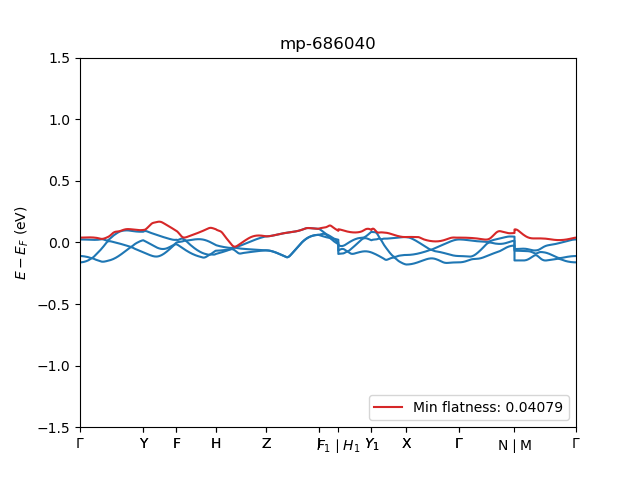 mp-686040
E − E_F (eV)
1.5
1.0
0.5
0.0
−0.5
−1.0
−1.5
Min flatness: 0.04079
Γ Y F H Z F₁ | H₁ Y₁ X Γ N | M Γ